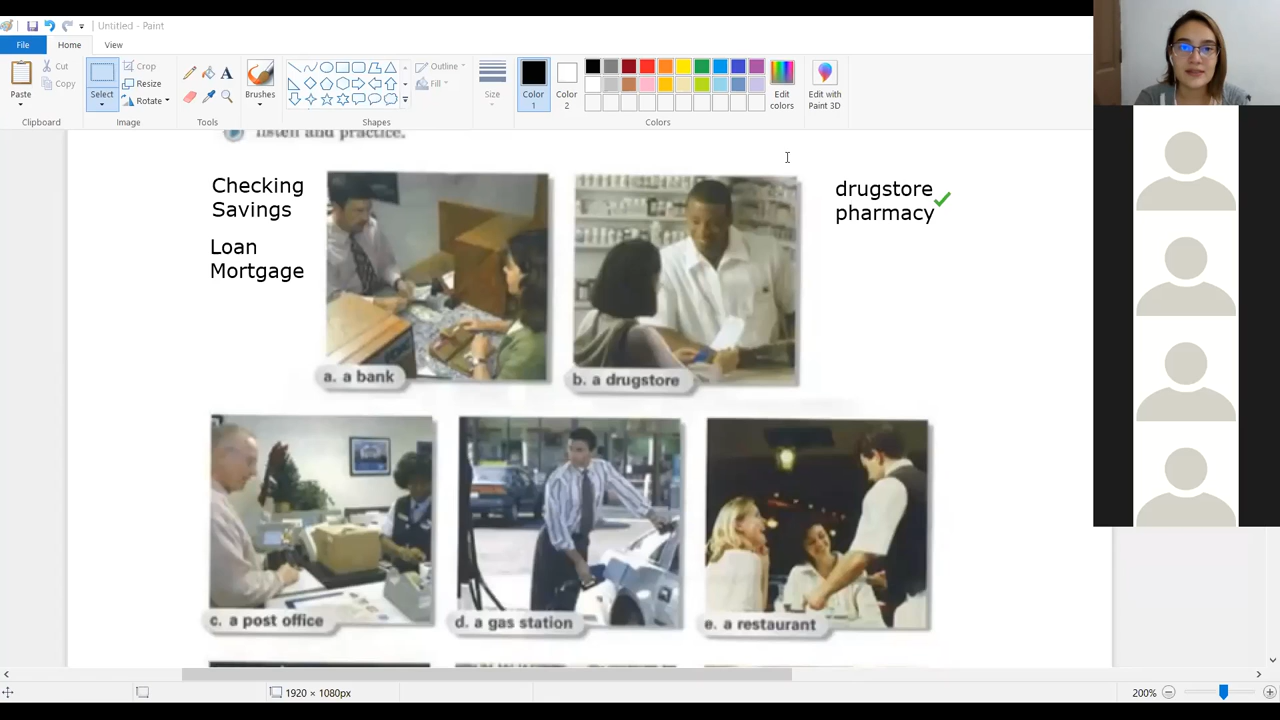 Untitled - Paint
File
Home
View
Paste
Cut
Copy
Clipboard
Select
Crop
Resize
Rotate
Image
A
Tools
Brushes
Shapes
Outline
Fill
Size
Color
1
Color
2
Colors
Edit
colors
Edit with
Paint 3D
listen and practice.
Checking
Savings
Loan
Mortgage
drugstore
pharmacy
a. a bank
b. a drugstore
c. a post office
d. a gas station
e. a restaurant
1920 × 1080px
200%